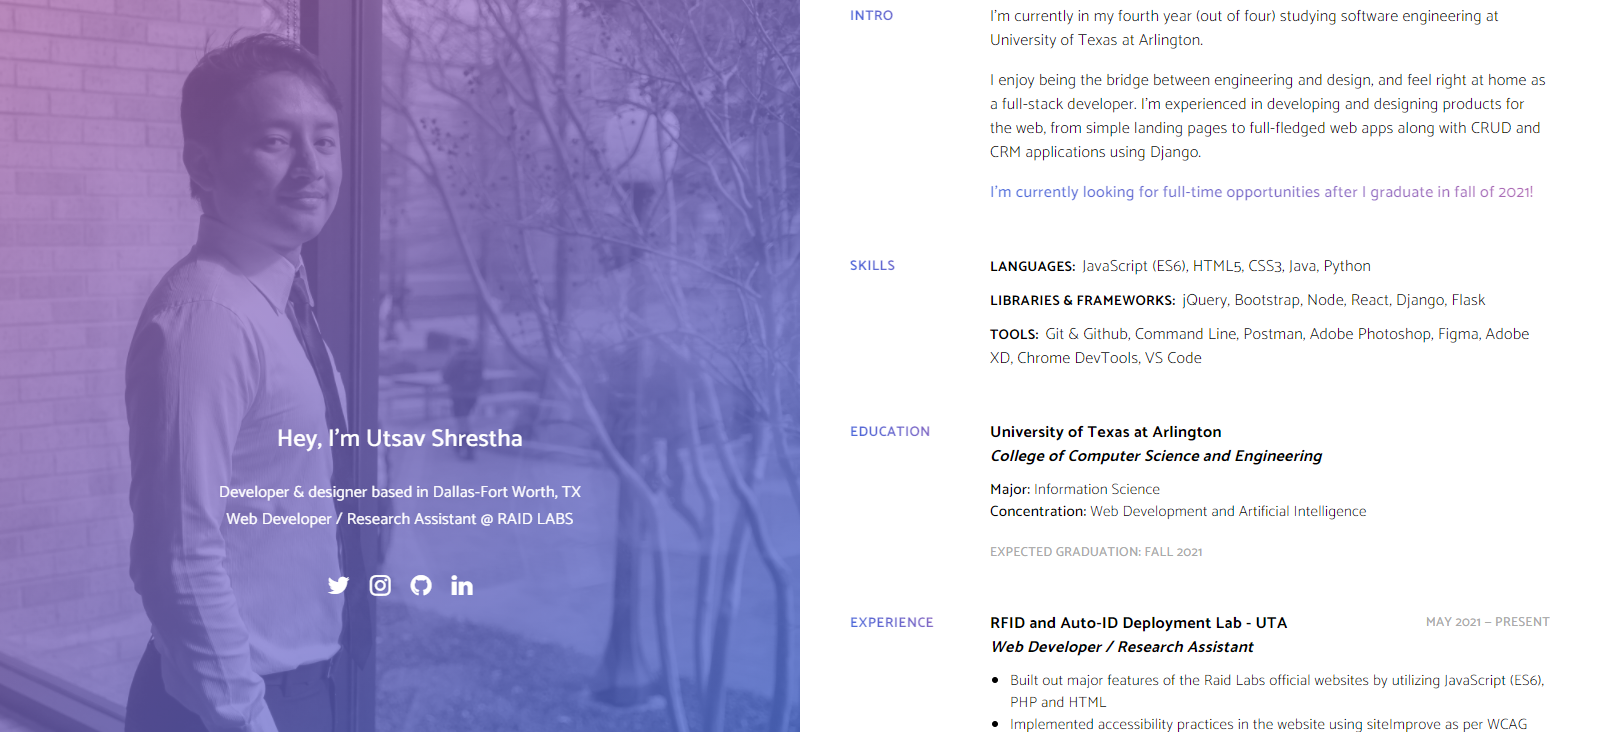 Hey, I'm Utsav Shrestha
Developer & designer based in Dallas-Fort Worth, TX
Web Developer / Research Assistant @ RAID LABS
INTRO
I'm currently in my fourth year (out of four) studying software engineering at
University of Texas at Arlington.
I enjoy being the bridge between engineering and design, and feel right at home as
a full-stack developer. I'm experienced in developing and designing products for
the web, from simple landing pages to full-fledged web apps along with CRUD and
CRM applications using Django.
I'm currently looking for full-time opportunities after I graduate in fall of 2021!
SKILLS
LANGUAGES: JavaScript (ES6), HTML5, CSS3, Java, Python
LIBRARIES & FRAMEWORKS: jQuery, Bootstrap, Node, React, Django, Flask
TOOLS: Git & Github, Command Line, Postman, Adobe Photoshop, Figma, Adobe
XD, Chrome DevTools, VS Code
EDUCATION
University of Texas at Arlington
College of Computer Science and Engineering
Major: Information Science
Concentration: Web Development and Artificial Intelligence
EXPECTED GRADUATION: FALL 2021
EXPERIENCE
RFID and Auto-ID Deployment Lab - UTA
MAY 2021 – PRESENT
Web Developer / Research Assistant
• Built out major features of the Raid Labs official websites by utilizing JavaScript (ES6),
PHP and HTML
• Implemented accessibility practices in the website using siteImprove as per WCAG